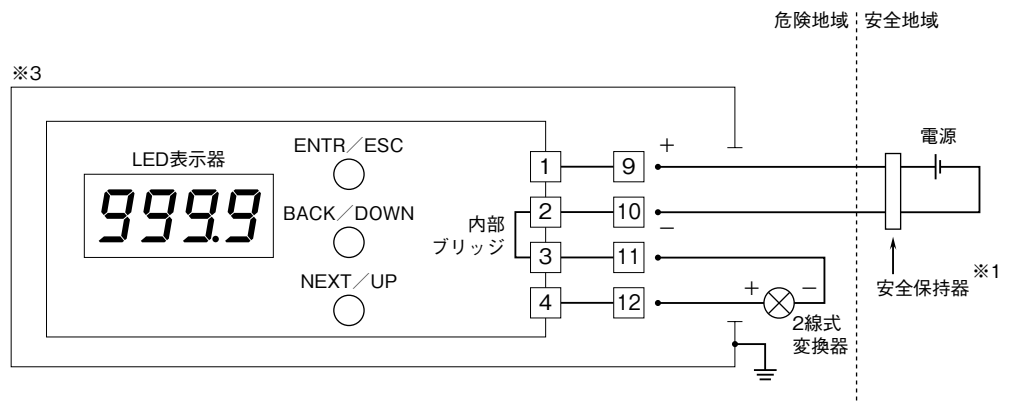 危険地域 安全地域
※3
LED表示器
999.9
ENTR／ESC
BACK／DOWN
NEXT／UP
内部
ブリッジ
1 9 +
2 10 −
3 11
4 12 + −
2線式
変換器
電源
安全保持器 ※1